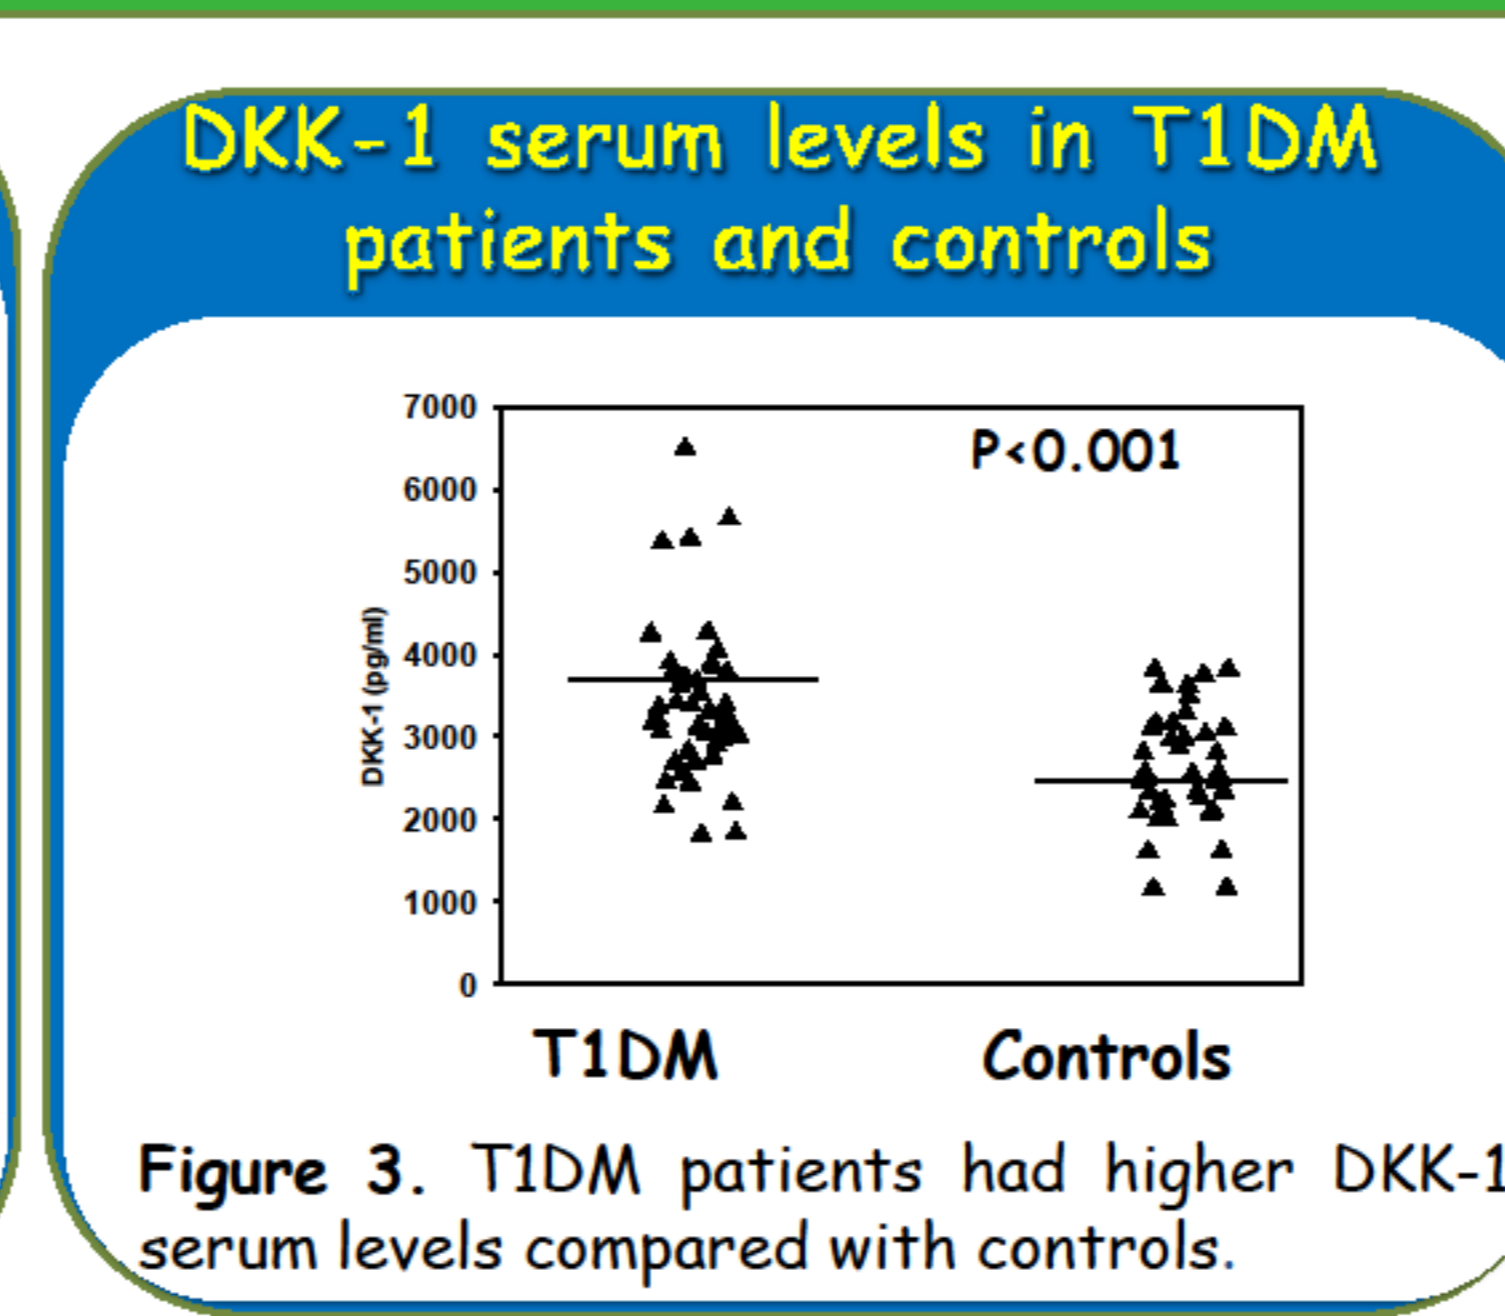 DKK-1 serum levels in T1DM
patients and controls
7000
6000
5000
4000
3000
2000
1000
0
DKK-1 (pg/ml)
P<0.001
T1DM
Controls
Figure 3. T1DM patients had higher DKK-1
serum levels compared with controls.